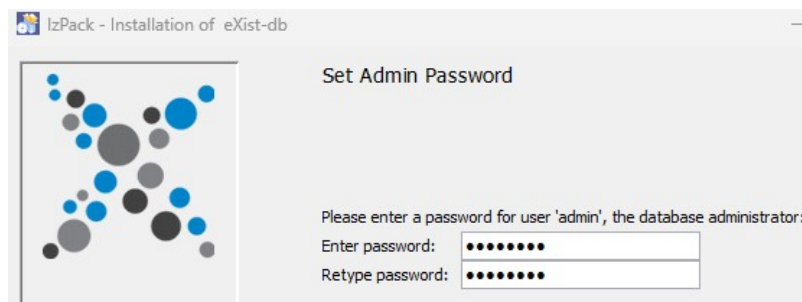 IzPack - Installation of eXist-db
Set Admin Password
Please enter a password for user 'admin', the database administrator:
Enter password: ●●●●●●●●
Retype password: ●●●●●●●●